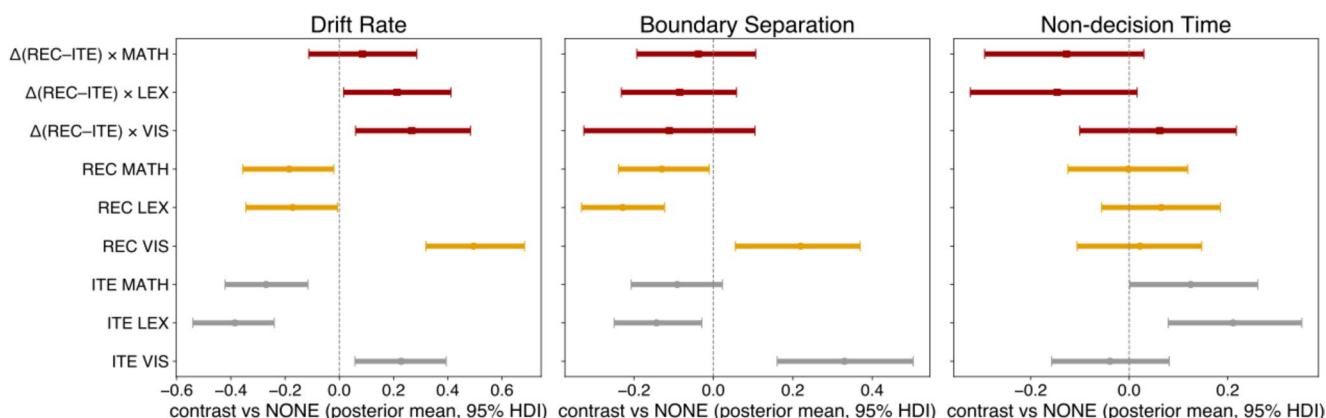 Drift Rate
Boundary Separation
Non-decision Time
Δ(REC–ITE) × MATH
Δ(REC–ITE) × LEX
Δ(REC–ITE) × VIS
REC MATH
REC LEX
REC VIS
ITE MATH
ITE LEX
ITE VIS
−0.6 −0.4 −0.2 0.0 0.2 0.4 0.6
contrast vs NONE (posterior mean, 95% HDI)
−0.2 0.0 0.2 0.4
contrast vs NONE (posterior mean, 95% HDI)
−0.2 0.0 0.2
contrast vs NONE (posterior mean, 95% HDI)